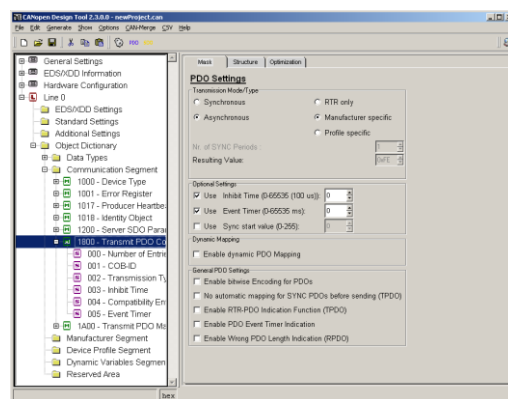 CANopen Design Tool 2.3.0.0 - newProject.can
File Edit Generate Show Options CAN-Merge CSV Help
General Settings
EDS/XDD Information
Hardware Configuration
Line 0
EDS/XDD Settings
Standard Settings
Additional Settings
Object Dictionary
Data Types
Communication Segment
1000 - Device Type
1001 - Error Register
1017 - Producer Heartbe
1018 - Identity Object
1200 - Server SDO Para
1800 - Transmit PDO Co
000 - Number of Entrie
001 - COB-ID
002 - Transmission Ty
003 - Inhibit Time
004 - Compatibility En
005 - Event Timer
1A00 - Transmit PDO Ma
Manufacturer Segment
Device Profile Segment
Dynamic Variables Segmen
Reserved Area
Mask Structure Optimization
PDO Settings
Transmission Mode/Type
Synchronous RTR only
Asynchronous Manufacturer specific
Profile specific
Nr. of SYNC Periods : 1
Resulting Value: 0xFE
Optional Settings
Use Inhibit Time (0-65535 (100 us)): 0
Use Event Timer (0-65535 ms): 0
Use Sync start value (0-255): 0
Dynamic Mapping
Enable dynamic PDO Mapping
General PDO Settings
Enable bitwise Encoding for PDOs
No automatic mapping for SYNC PDOs before sending (TPDO)
Enable RTR-PDO Indication Function (TPDO)
Enable PDO Event Timer Indication
Enable Wrong PDO Length Indication (RPDO)
hex